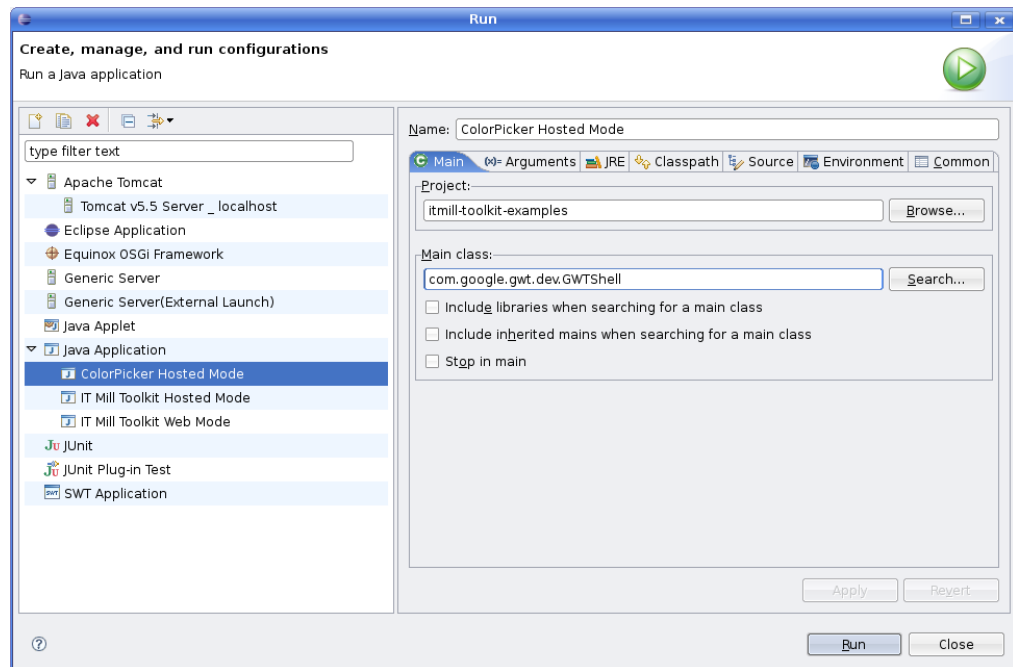 Run
Create, manage, and run configurations
Run a Java application
type filter text
Apache Tomcat
Tomcat v5.5 Server _ localhost
Eclipse Application
Equinox OSGi Framework
Generic Server
Generic Server(External Launch)
Java Applet
Java Application
ColorPicker Hosted Mode
IT Mill Toolkit Hosted Mode
IT Mill Toolkit Web Mode
JUnit
JUnit Plug-in Test
SWT Application
Name: ColorPicker Hosted Mode
Main (x)= Arguments JRE Classpath Source Environment Common
Project:
itmill-toolkit-examples Browse...
Main class:
com.google.gwt.dev.GWTShell Search...
Include libraries when searching for a main class
Include inherited mains when searching for a main class
Stop in main
Apply Revert
Run Close